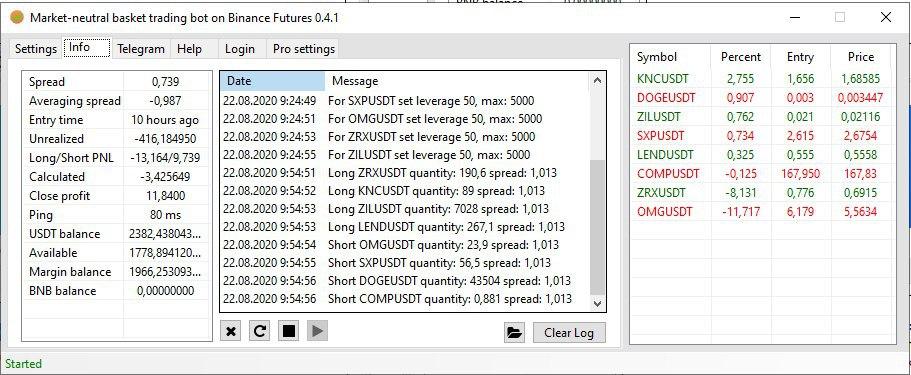 BNB balance 0,00000000
Market-neutral basket trading bot on Binance Futures 0.4.1
Settings Info Telegram Help Login Pro settings
Spread 0,739
Averaging spread -0,987
Entry time 10 hours ago
Unrealized -416,184950
Long/Short PNL -13,164/9,739
Calculated -3,425649
Close profit 11,8400
Ping 80 ms
USDT balance 2382,438043...
Available 1778,894120...
Margin balance 1966,253093...
BNB balance 0,00000000
Date Message
22.08.2020 9:24:49 For SXPUSDT set leverage 50, max: 5000
22.08.2020 9:24:51 For OMGUSDT set leverage 50, max: 5000
22.08.2020 9:24:53 For ZRXUSDT set leverage 50, max: 5000
22.08.2020 9:24:55 For ZILUSDT set leverage 50, max: 5000
22.08.2020 9:54:51 Long ZRXUSDT quantity: 190,6 spread: 1,013
22.08.2020 9:54:52 Long KNCUSDT quantity: 89 spread: 1,013
22.08.2020 9:54:53 Long ZILUSDT quantity: 7028 spread: 1,013
22.08.2020 9:54:53 Long LENDUSDT quantity: 267,1 spread: 1,013
22.08.2020 9:54:54 Short OMGUSDT quantity: 23,9 spread: 1,013
22.08.2020 9:54:55 Short SXPUSDT quantity: 56,5 spread: 1,013
22.08.2020 9:54:56 Short DOGEUSDT quantity: 43504 spread: 1,013
22.08.2020 9:54:56 Short COMPUSDT quantity: 0,881 spread: 1,013
Clear Log
Symbol Percent Entry Price
KNCUSDT 2,755 1,656 1,68585
DOGEUSDT 0,907 0,003 0,003447
ZILUSDT 0,762 0,021 0,02116
SXPUSDT 0,734 2,615 2,6754
LENDUSDT 0,325 0,555 0,5558
COMPUSDT -0,125 167,950 167,83
ZRXUSDT -8,131 0,776 0,6915
OMGUSDT -11,717 6,179 5,5634
Started